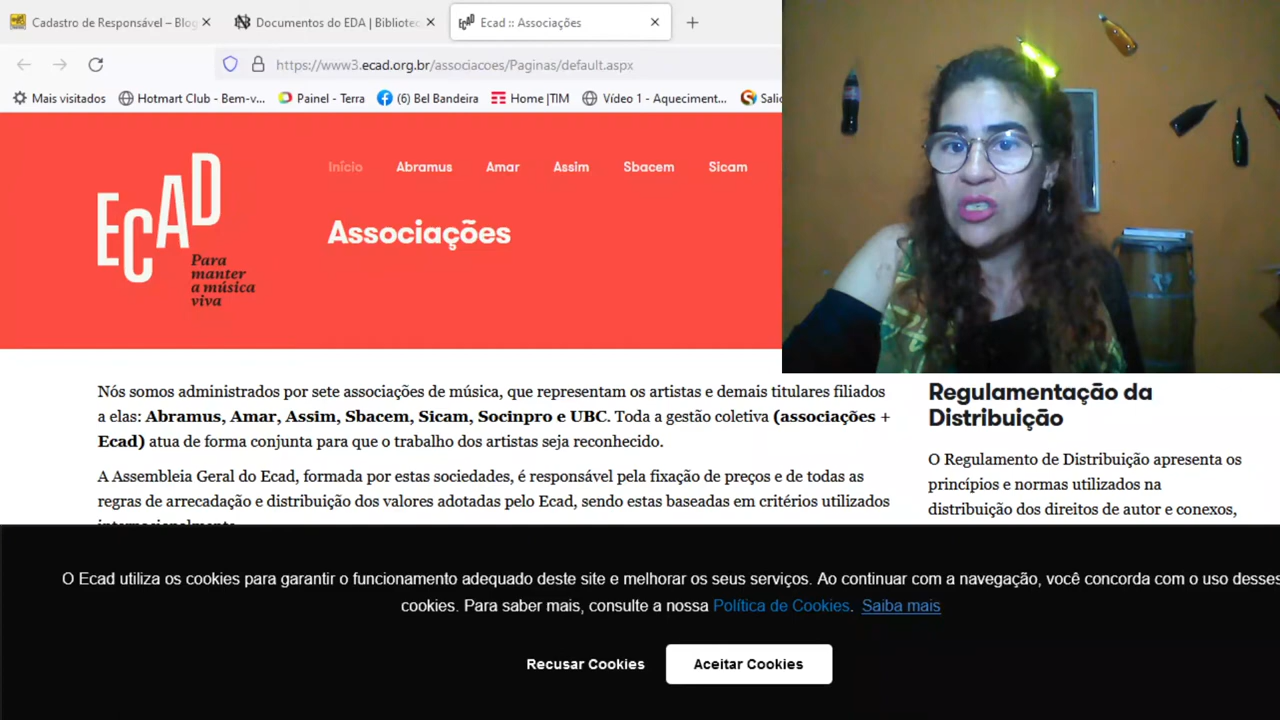 Cadastro de Responsável – Blog
Documentos do EDA | Bibliotec
Ecad :: Associações
https://www3.ecad.org.br/associacoes/Paginas/default.aspx
Mais visitados
Hotmart Club - Bem-v...
Painel - Terra
(6) Bel Bandeira
Home |TIM
Vídeo 1 - Aqueciment...
Salic
ECAD
Para
manter
a música
viva
Início
Abramus
Amar
Assim
Sbacem
Sicam
Associações
Nós somos administrados por sete associações de música, que representam os artistas e demais titulares filiados
a elas: Abramus, Amar, Assim, Sbacem, Sicam, Socinpro e UBC. Toda a gestão coletiva (associações +
Ecad) atua de forma conjunta para que o trabalho dos artistas seja reconhecido.
A Assembleia Geral do Ecad, formada por estas sociedades, é responsável pela fixação de preços e de todas as
regras de arrecadação e distribuição dos valores adotadas pelo Ecad, sendo estas baseadas em critérios utilizados
internacionalmente.
Regulamentação da
Distribuição
O Regulamento de Distribuição apresenta os
princípios e normas utilizados na
distribuição dos direitos de autor e conexos,
O Ecad utiliza os cookies para garantir o funcionamento adequado deste site e melhorar os seus serviços. Ao continuar com a navegação, você concorda com o uso desses
cookies. Para saber mais, consulte a nossa Política de Cookies. Saiba mais
Recusar Cookies
Aceitar Cookies